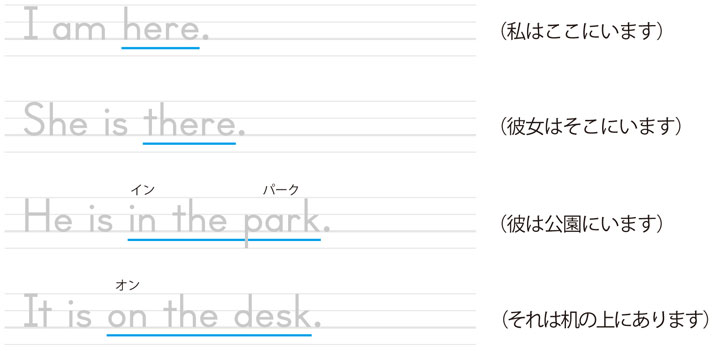 I am here. （私はここにいます）
She is there. （彼女はそこにいます）
イン パーク
He is in the park. （彼は公園にいます）
オン
It is on the desk. （それは机の上にあります）